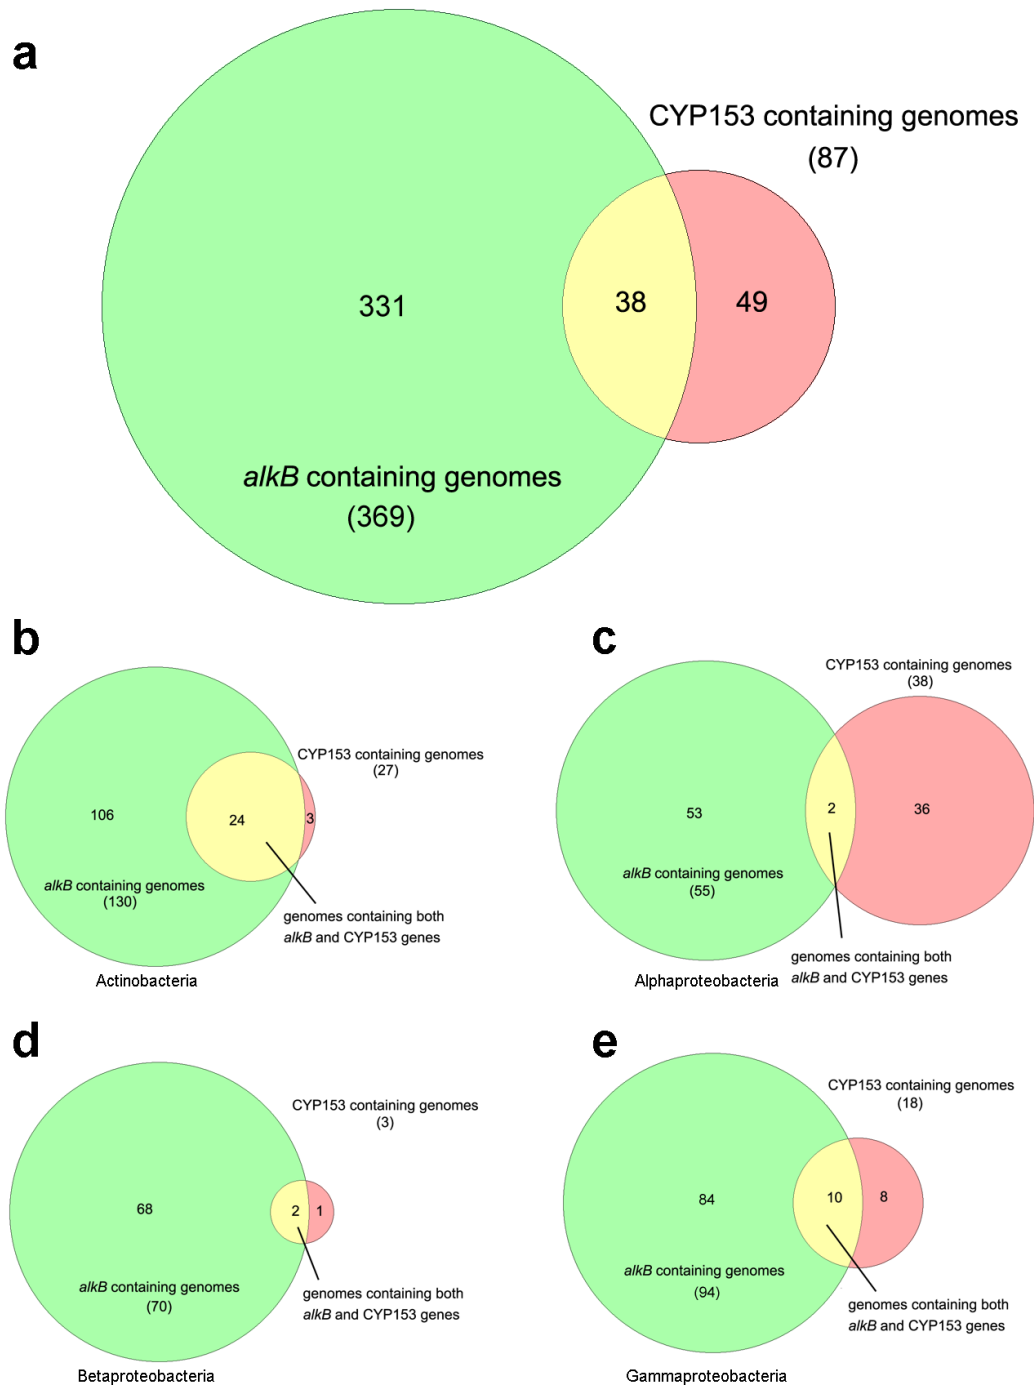 a
CYP153 containing genomes
(87)
331
38
49
alkB containing genomes
(369)
b
CYP153 containing genomes
(27)
106
24
3
alkB containing genomes
(130)
genomes containing both
alkB and CYP153 genes
Actinobacteria
c
CYP153 containing genomes
(38)
53
2
36
alkB containing genomes
(55)
genomes containing both
alkB and CYP153 genes
Alphaproteobacteria
d
CYP153 containing genomes
(3)
68
2
1
alkB containing genomes
(70)
genomes containing both
alkB and CYP153 genes
Betaproteobacteria
e
CYP153 containing genomes
(18)
84
10
8
alkB containing genomes
(94)
genomes containing both
alkB and CYP153 genes
Gammaproteobacteria